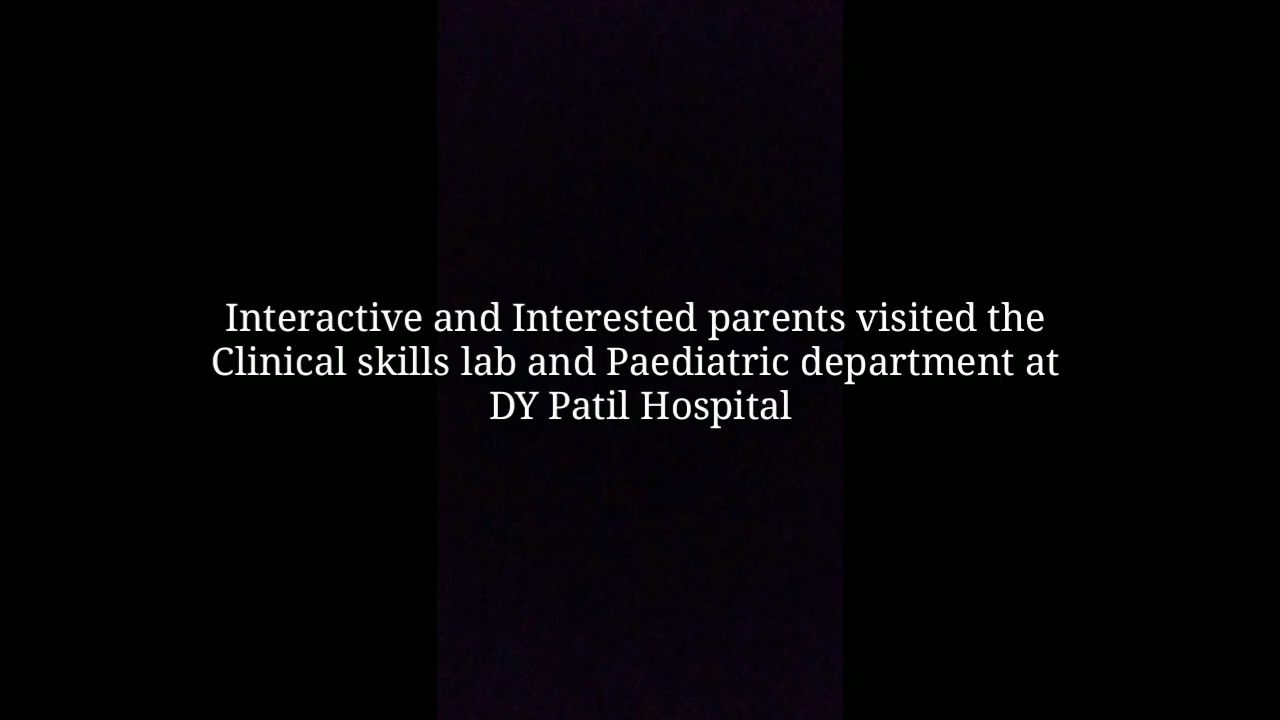 Interactive and Interested parents visited the
Clinical skills lab and Paediatric department at
DY Patil Hospital